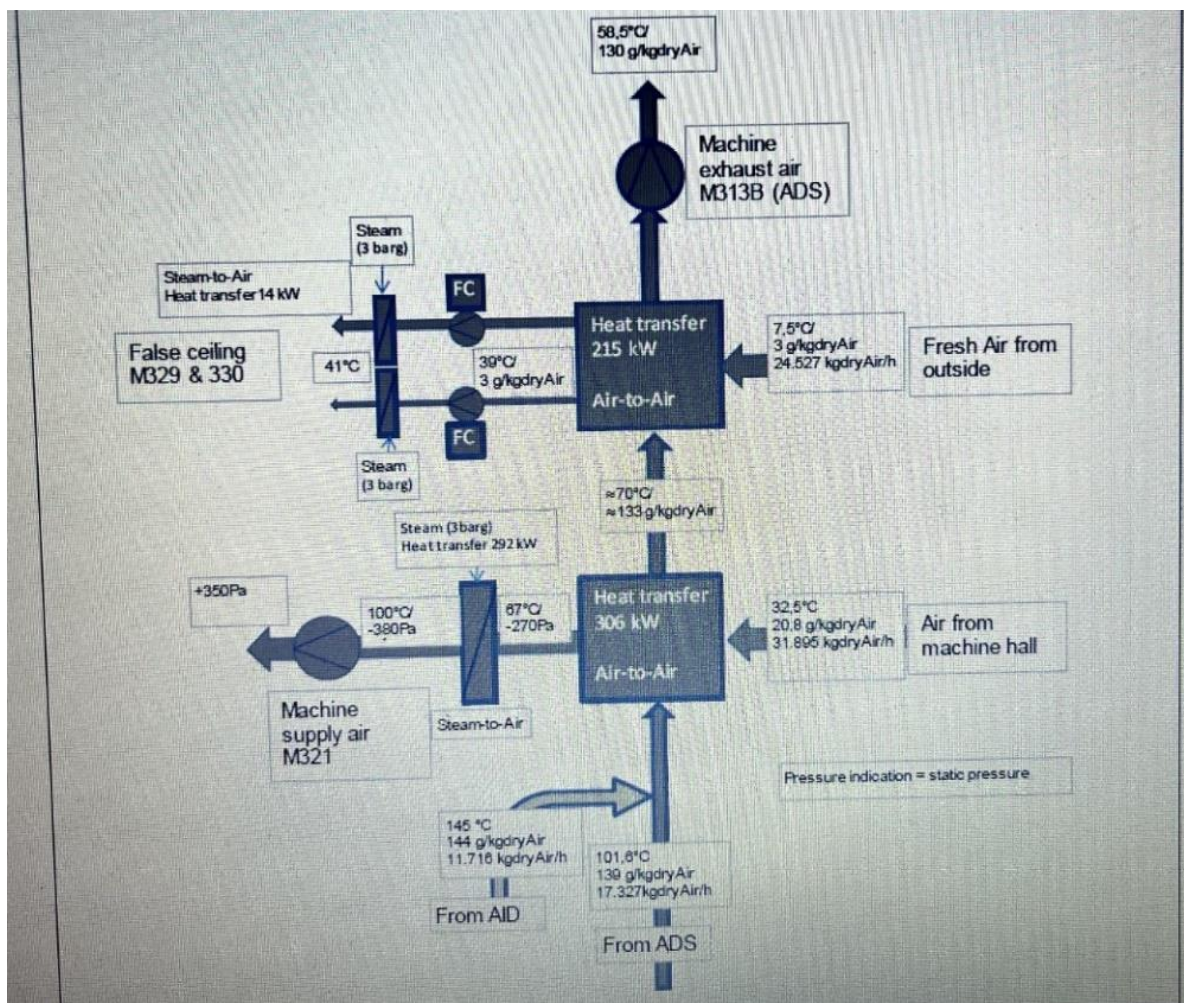 58,5°C/
130 g/kgdryAir
Machine
exhaust air
M313B (ADS)
Steam
(3 barg)
Steam-to-Air
Heat transfer 14 kW
FC
Heat transfer
215 kW
Air-to-Air
7,5°C/
3 g/kgdryAir
24.527 kgdryAir/h
Fresh Air from
outside
False ceiling
M329 & 330
41°C
39°C/
3 g/kgdryAir
FC
Steam
(3 barg)
≈70°C/
≈133 g/kgdryAir
Steam (3barg)
Heat transfer 292 kW
+350Pa
100°C/
-380Pa
67°C/
-270Pa
Heat transfer
306 kW
Air-to-Air
32,5°C
20,8 g/kgdryAir
31.895 kgdryAir/h
Air from
machine hall
Machine
supply air
M321
Steam-to-Air
Pressure indication = static pressure
145 °C
144 g/kgdryAir
11.716 kgdryAir/h
101,6°C
139 g/kgdryAir
17.327kgdryAir/h
From AID
From ADS